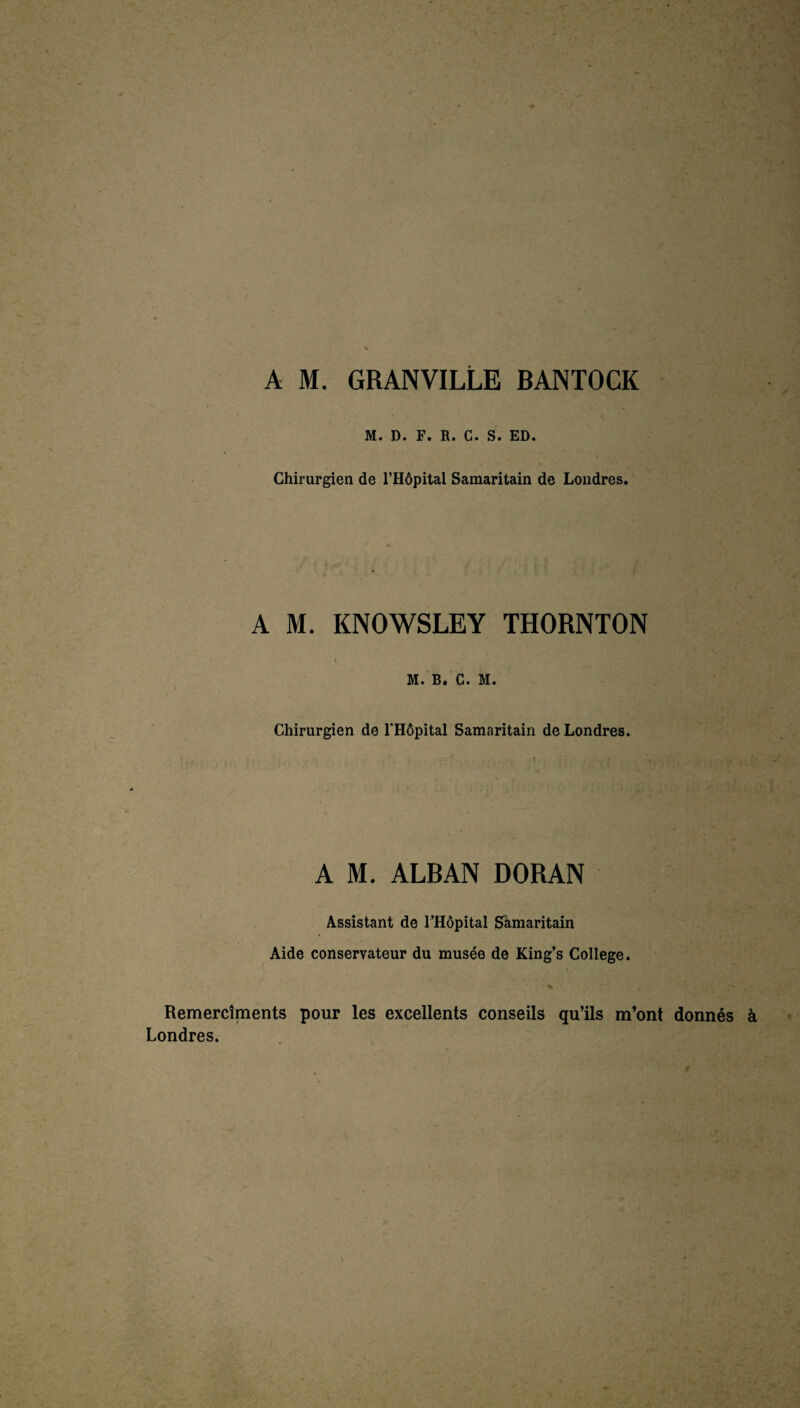 A M. GRANVILLE BANTOCK
M. D. F. R. C. S. ED.
Chirurgien de l'Hôpital Samaritain de Londres.
A M. KNOWSLEY THORNTON
M. B. C. M.
Chirurgien de l'Hôpital Samaritain de Londres.
A M. ALBAN DORAN
Assistant de l'Hôpital Samaritain
Aide conservateur du musée de King's College.
Remercîments pour les excellents conseils qu'ils m'ont donnés à
Londres.